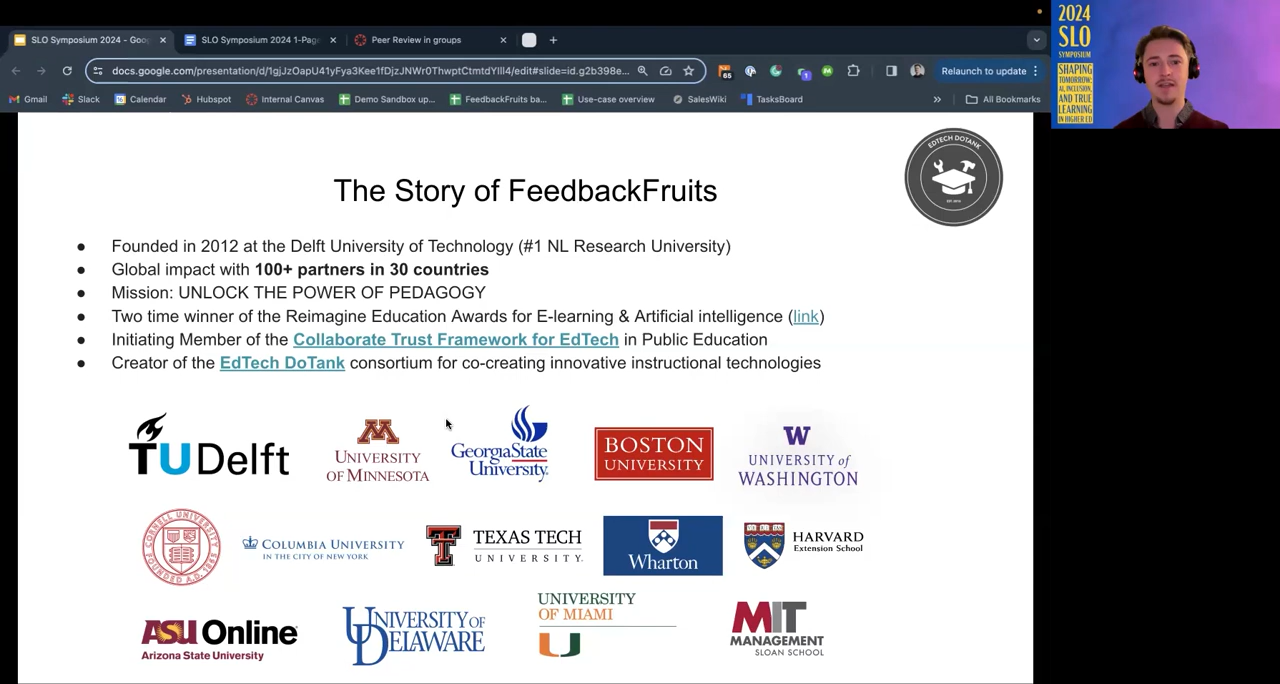 SLO Symposium 2024 - Goo
SLO Symposium 2024 1-Page
Peer Review in groups
docs.google.com/presentation/d/1gjJzOapU41yFya3Kee1fDjzJNWr0ThwptCtmtdYIlI4/edit#slide=id.g2b398e...
65
1
Relaunch to update
Gmail
Slack
Calendar
Hubspot
Internal Canvas
Demo Sandbox up...
FeedbackFruits ba...
Use-case overview
SalesWiki
TasksBoard
All Bookmarks
2024
SLO
SYMPOSIUM
SHAPING
TOMORROW:
AI, INCLUSION,
AND TRUE
LEARNING
IN HIGHER ED
EDTECH DOTANK
The Story of FeedbackFruits
● Founded in 2012 at the Delft University of Technology (#1 NL Research University)
● Global impact with 100+ partners in 30 countries
● Mission: UNLOCK THE POWER OF PEDAGOGY
● Two time winner of the Reimagine Education Awards for E-learning & Artificial intelligence (link)
● Initiating Member of the Collaborate Trust Framework for EdTech in Public Education
● Creator of the EdTech DoTank consortium for co-creating innovative instructional technologies
TU Delft
M
UNIVERSITY
OF MINNESOTA
Georgia State
University
BOSTON
UNIVERSITY
W
UNIVERSITY of
WASHINGTON
CORNELL UNIVERSITY
FOUNDED A.D. 1865
COLUMBIA UNIVERSITY
IN THE CITY OF NEW YORK
T
TEXAS TECH
UNIVERSITY
Wharton
HARVARD
Extension School
ASU Online
Arizona State University
UNIVERSITY OF
DELAWARE
UNIVERSITY
OF MIAMI
U
MIT
MANAGEMENT
SLOAN SCHOOL